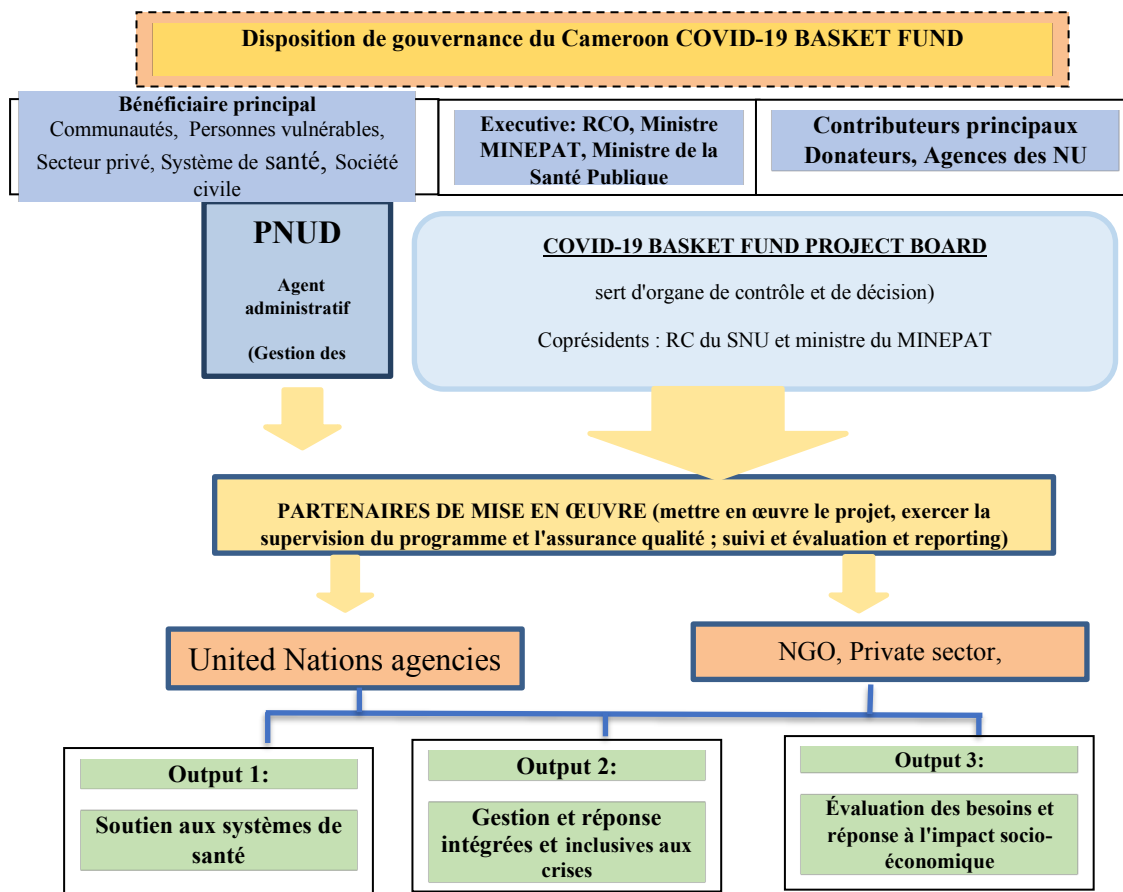 Disposition de gouvernance du Cameroon COVID-19 BASKET FUND
Bénéficiaire principal
Communautés, Personnes vulnérables,
Secteur privé, Système de santé, Société
civile
Executive: RCO, Ministre
MINEPAT, Ministre de la
Santé Publique
Contributeurs principaux
Donateurs, Agences des NU
PNUD
Agent
administratif
(Gestion des
COVID-19 BASKET FUND PROJECT BOARD
sert d'organe de contrôle et de décision)
Coprésidents : RC du SNU et ministre du MINEPAT
PARTENAIRES DE MISE EN ŒUVRE (mettre en œuvre le projet, exercer la
supervision du programme et l'assurance qualité ; suivi et évaluation et reporting)
United Nations agencies
NGO, Private sector,
Output 1:
Soutien aux systèmes de
santé
Output 2:
Gestion et réponse
intégrées et inclusives aux
crises
Output 3:
Évaluation des besoins et
réponse à l'impact socio-
économique